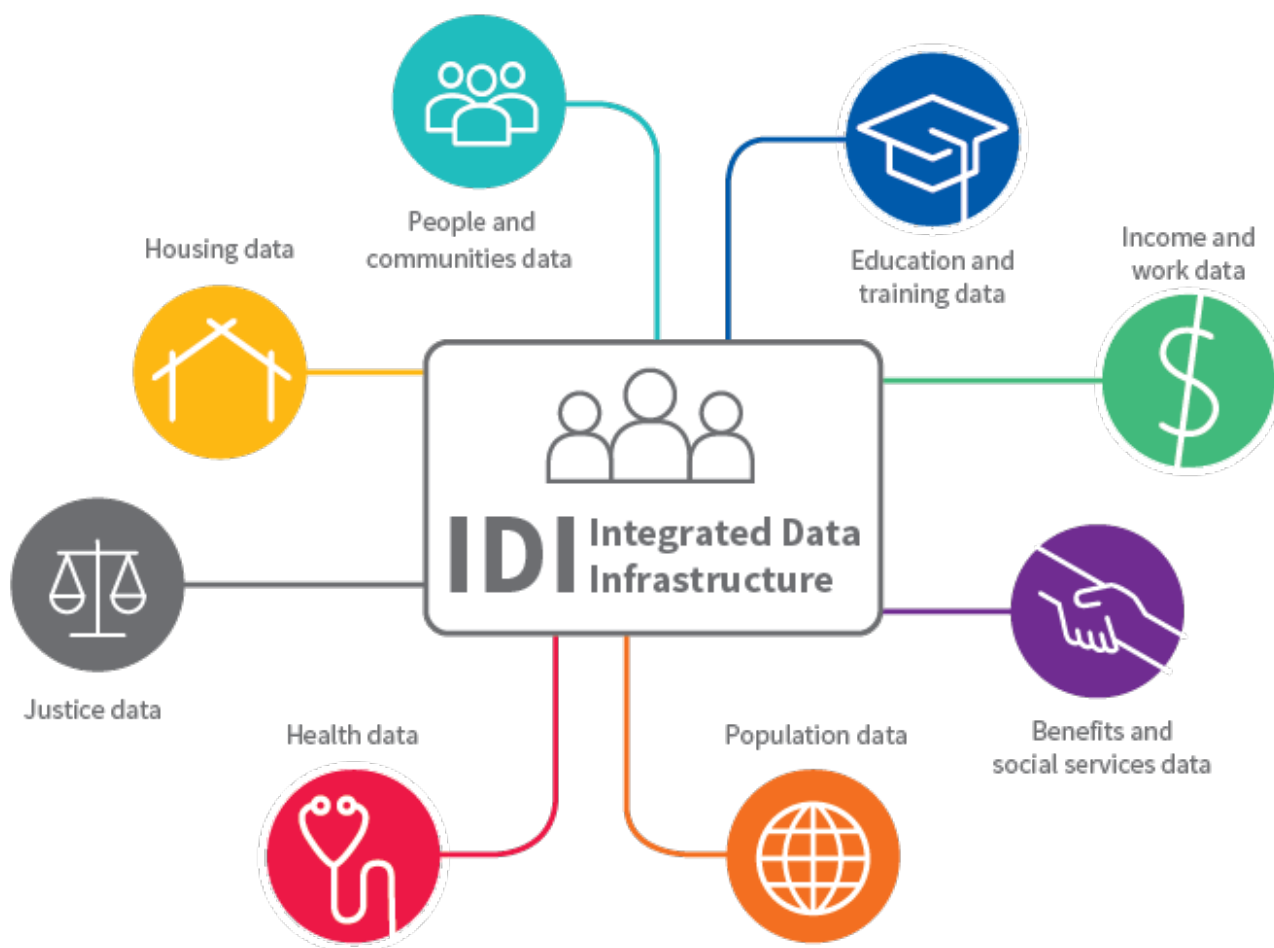 People and
communities data
Education and
training data
Income and
work data
Housing data
IDI
Integrated Data
Infrastructure
Justice data
Health data
Population data
Benefits and
social services data